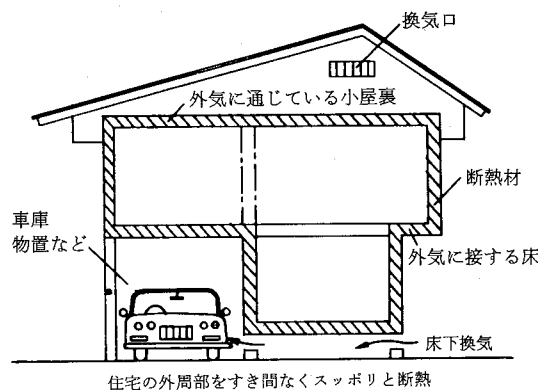 換気口
外気に通じている小屋裏
断熱材
車庫
物置など
外気に接する床
床下換気
住宅の外周部をすき間なくスッポリと断熱